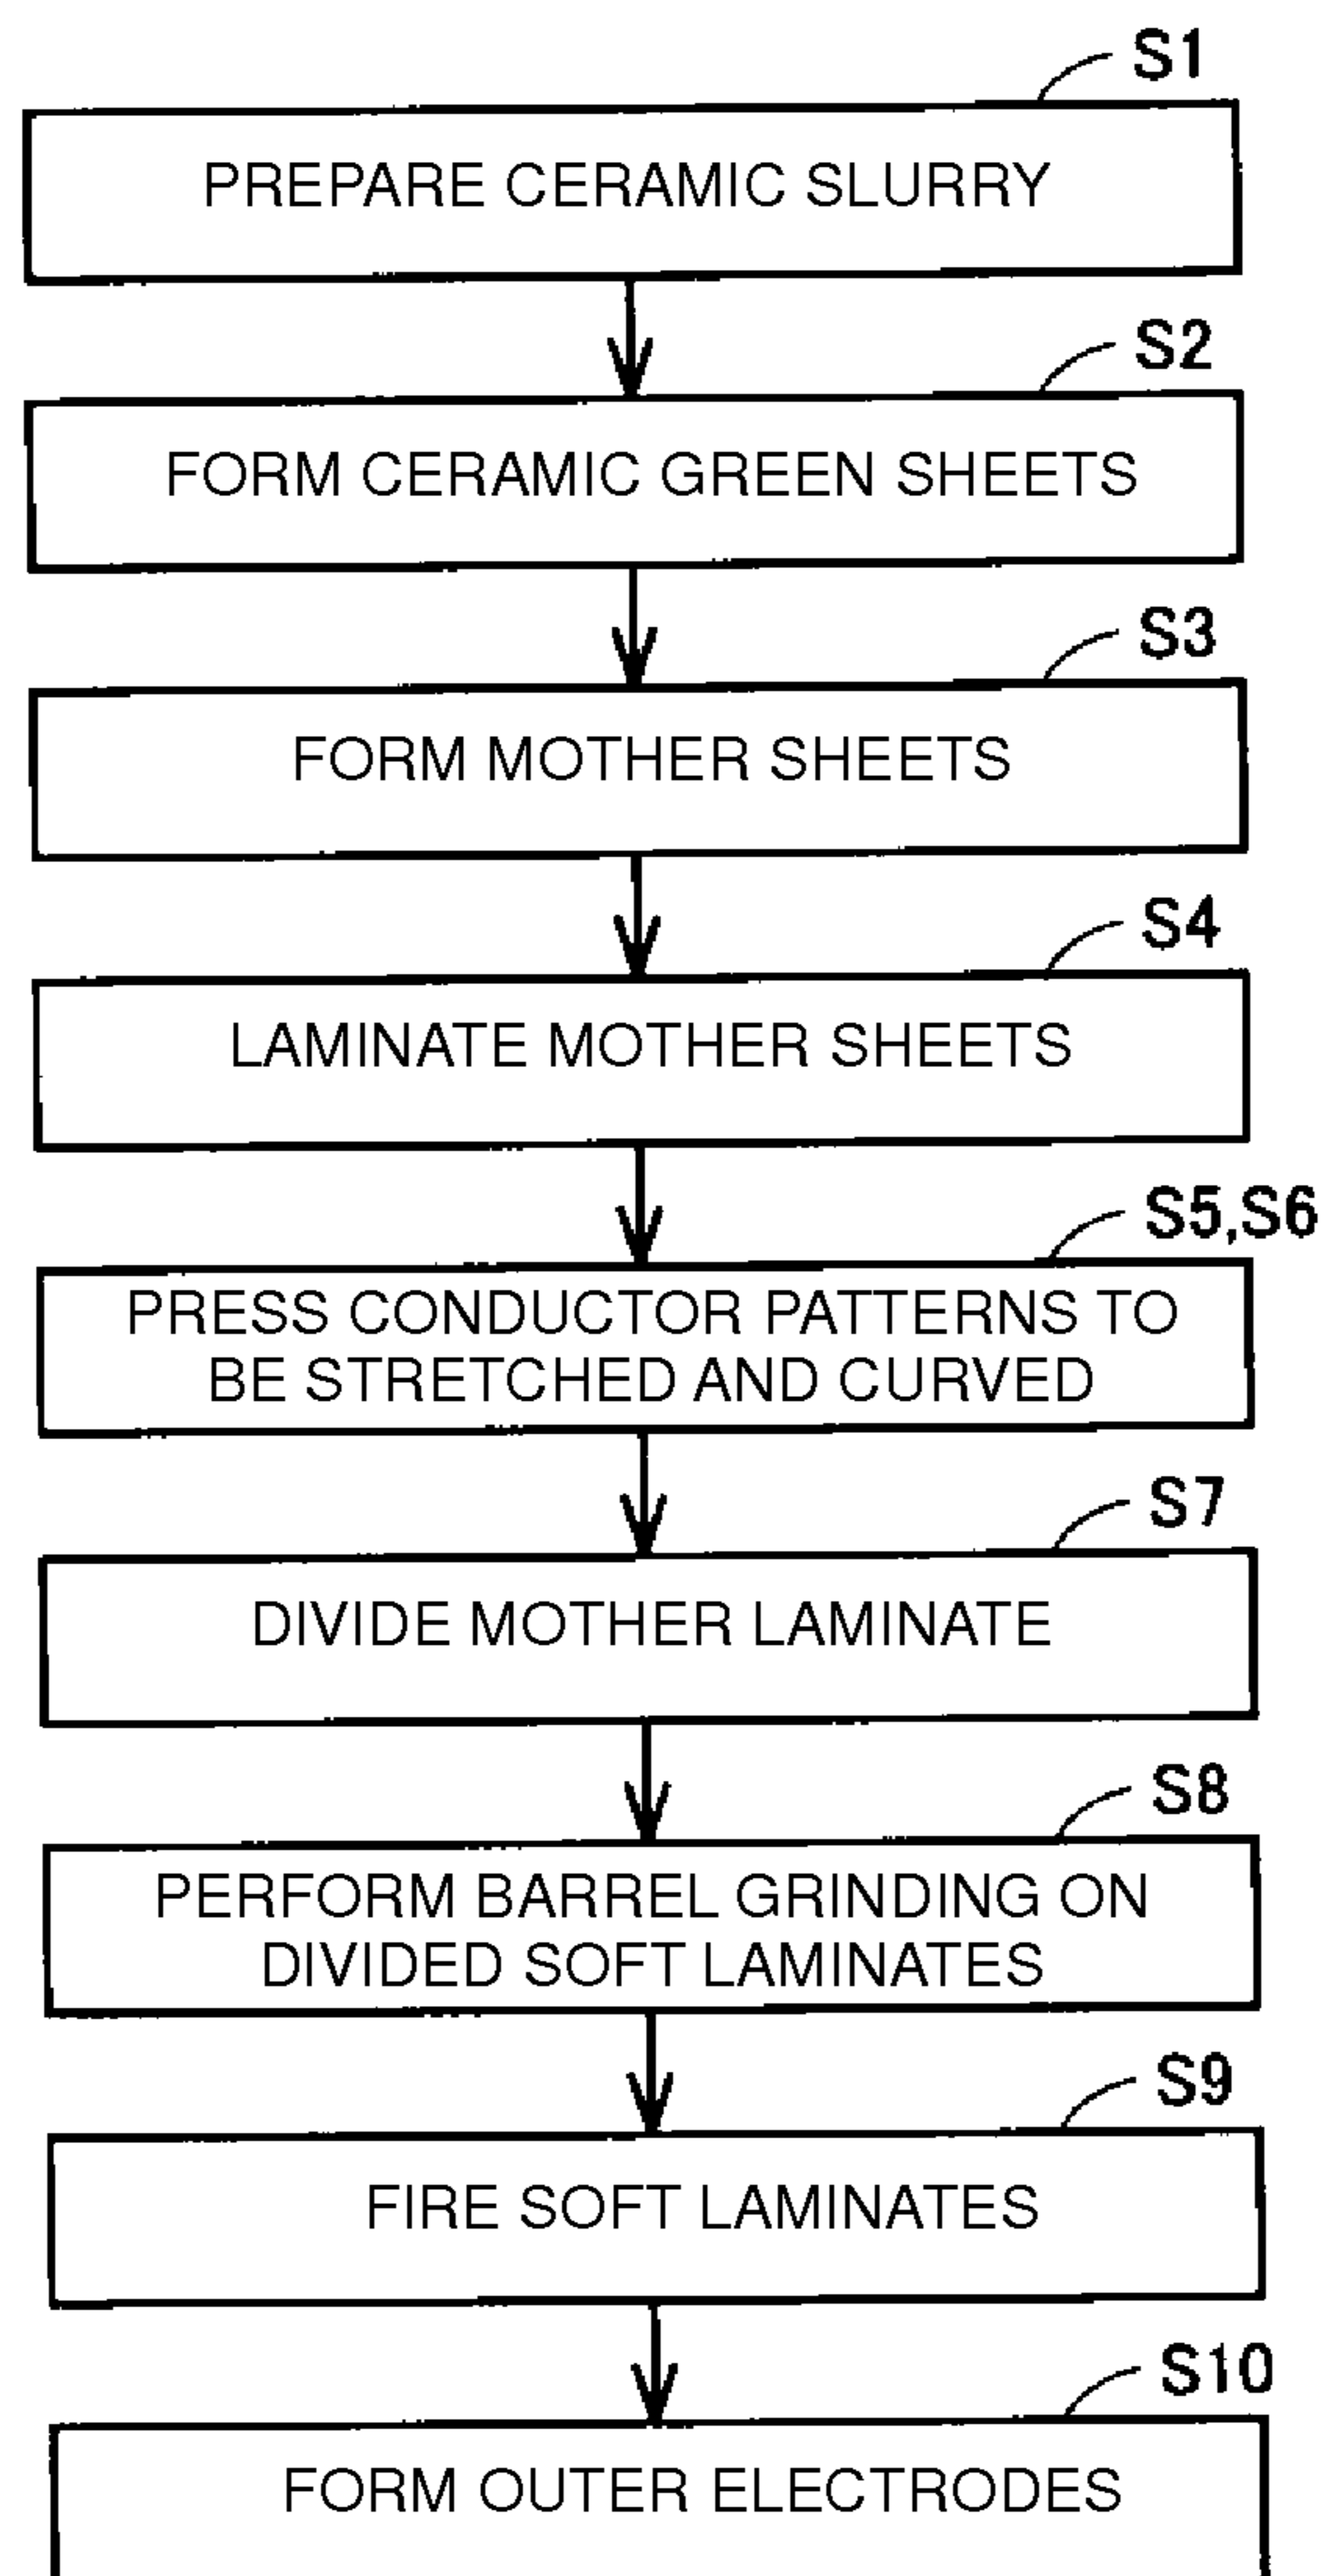 S1
PREPARE CERAMIC SLURRY
S2
FORM CERAMIC GREEN SHEETS
S3
FORM MOTHER SHEETS
S4
LAMINATE MOTHER SHEETS
S5,S6
PRESS CONDUCTOR PATTERNS TO
BE STRETCHED AND CURVED
S7
DIVIDE MOTHER LAMINATE
S8
PERFORM BARREL GRINDING ON
DIVIDED SOFT LAMINATES
S9
FIRE SOFT LAMINATES
S10
FORM OUTER ELECTRODES